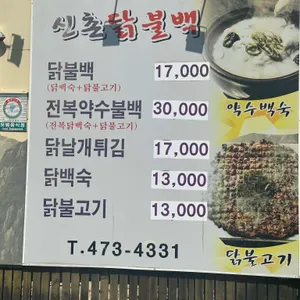 신촌닭불백
닭불백 17,000
(닭백숙+닭불고기)
전복약수불백 30,000
(전복닭백숙+닭불고기)
닭날개튀김 17,000
닭백숙 13,000
닭불고기 13,000
T.473-4331
약수백숙
닭불고기